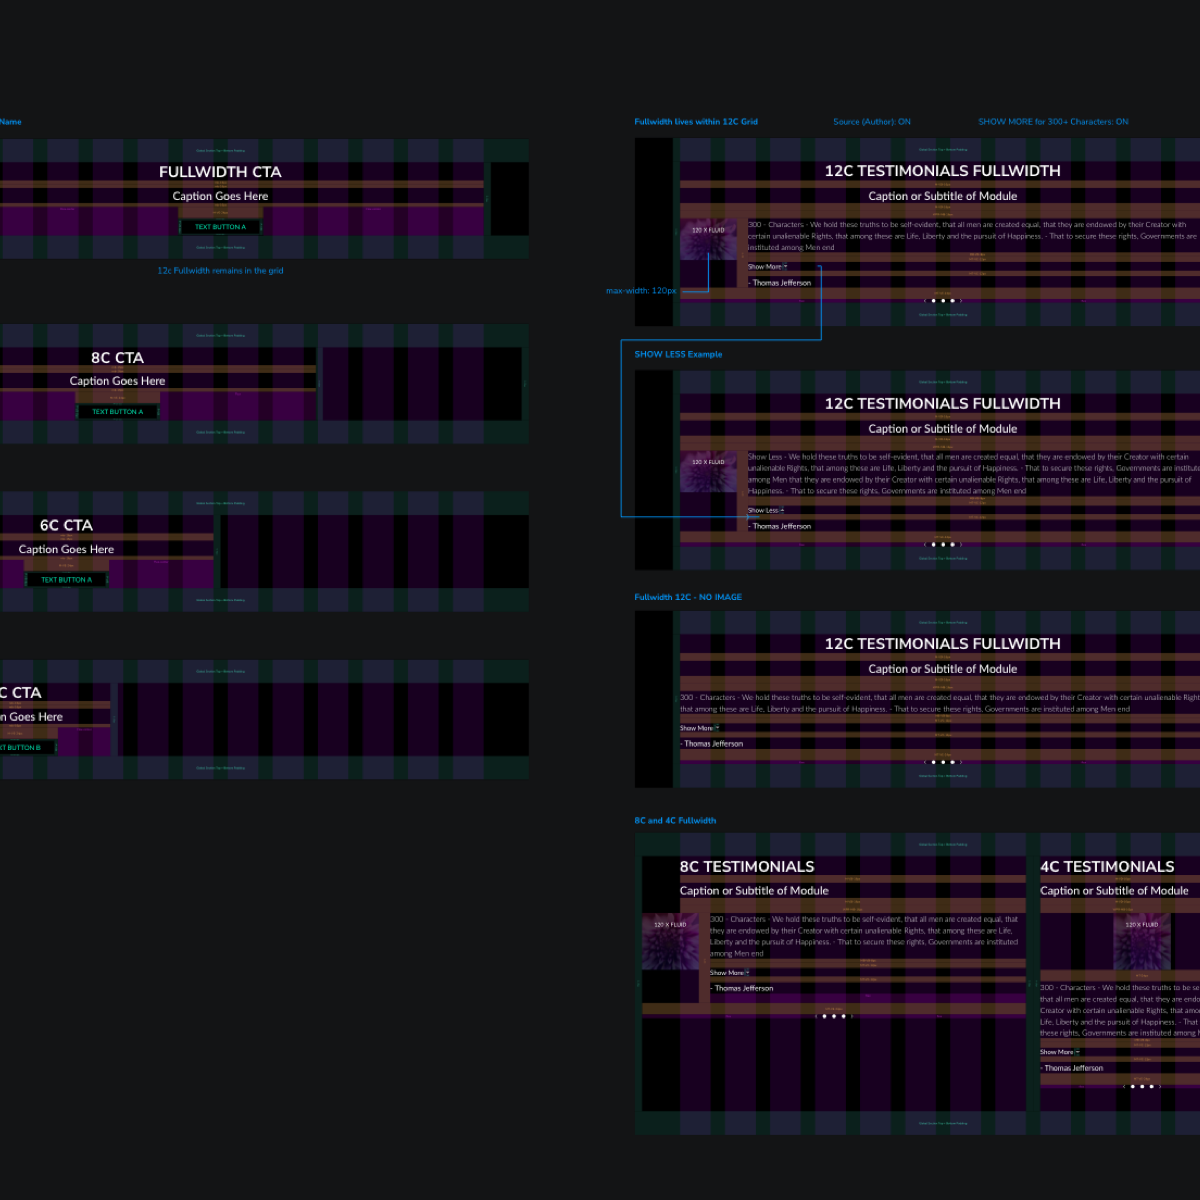 Name
FULLWIDTH CTA
Caption Goes Here
TEXT BUTTON A
12c Fullwidth remains in the grid
8C CTA
Caption Goes Here
TEXT BUTTON A
6C CTA
Caption Goes Here
TEXT BUTTON A
C CTA
n Goes Here
XT BUTTON B
Fullwidth lives within 12C Grid
Source (Author): ON
SHOW MORE for 300+ Characters: ON
12C TESTIMONIALS FULLWIDTH
Caption or Subtitle of Module
120 X FLUID
300 - Characters - We hold these truths to be self-evident, that all men are created equal, that they are endowed by their Creator with
certain unalienable Rights, that among these are Life, Liberty and the pursuit of Happiness. - That to secure these rights, Governments are
instituted among Men end
Show More
- Thomas Jefferson
max-width: 120px
SHOW LESS Example
12C TESTIMONIALS FULLWIDTH
Caption or Subtitle of Module
120 X FLUID
Show Less - We hold these truths to be self-evident, that all men are created equal, that they are endowed by their Creator with certain
unalienable Rights, that among these are Life, Liberty and the pursuit of Happiness. - That to secure these rights, Governments are institute
among Men that they are endowed by their Creator with certain unalienable Rights, that among these are Life, Liberty and the pursuit of
Happiness. - That to secure these rights, Governments are instituted among Men end
Show Less
- Thomas Jefferson
Fullwidth 12C - NO IMAGE
12C TESTIMONIALS FULLWIDTH
Caption or Subtitle of Module
300 - Characters - We hold these truths to be self-evident, that all men are created equal, that they are endowed by their Creator with certain unalienable Right
that among these are Life, Liberty and the pursuit of Happiness. - That to secure these rights, Governments are instituted among Men end
Show More
- Thomas Jefferson
8C and 4C Fullwidth
8C TESTIMONIALS
Caption or Subtitle of Module
120 X FLUID
300 - Characters - We hold these truths to be self-evident, that all men are created equal, that
they are endowed by their Creator with certain unalienable Rights, that among these are Life,
Liberty and the pursuit of Happiness. - That to secure these rights, Governments are instituted
among Men end
Show More
- Thomas Jefferson
4C TESTIMONIALS
Caption or Subtitle of Module
120 X FLUID
300 - Characters - We hold these truths to be se
that all men are created equal, that they are endo
Creator with certain unalienable Rights, that amo
Life, Liberty and the pursuit of Happiness. - That
these rights, Governments are instituted among
Show More
- Thomas Jefferson